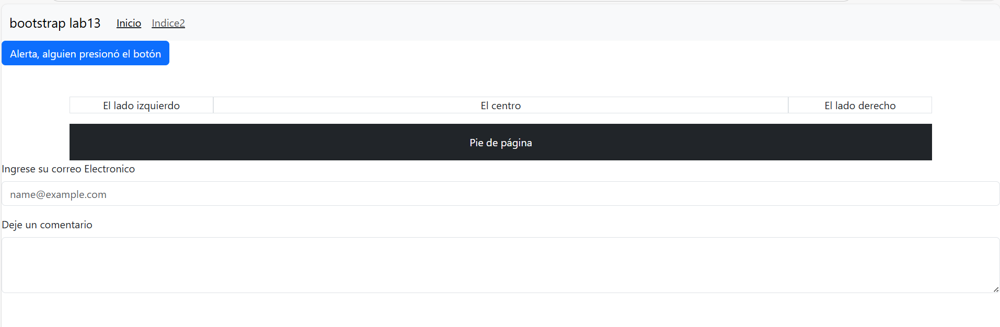 bootstrap lab13 Inicio Indice2
Alerta, alguien presionó el botón
El lado izquierdo El centro El lado derecho
Pie de página
Ingrese su correo Electronico
name@example.com
Deje un comentario